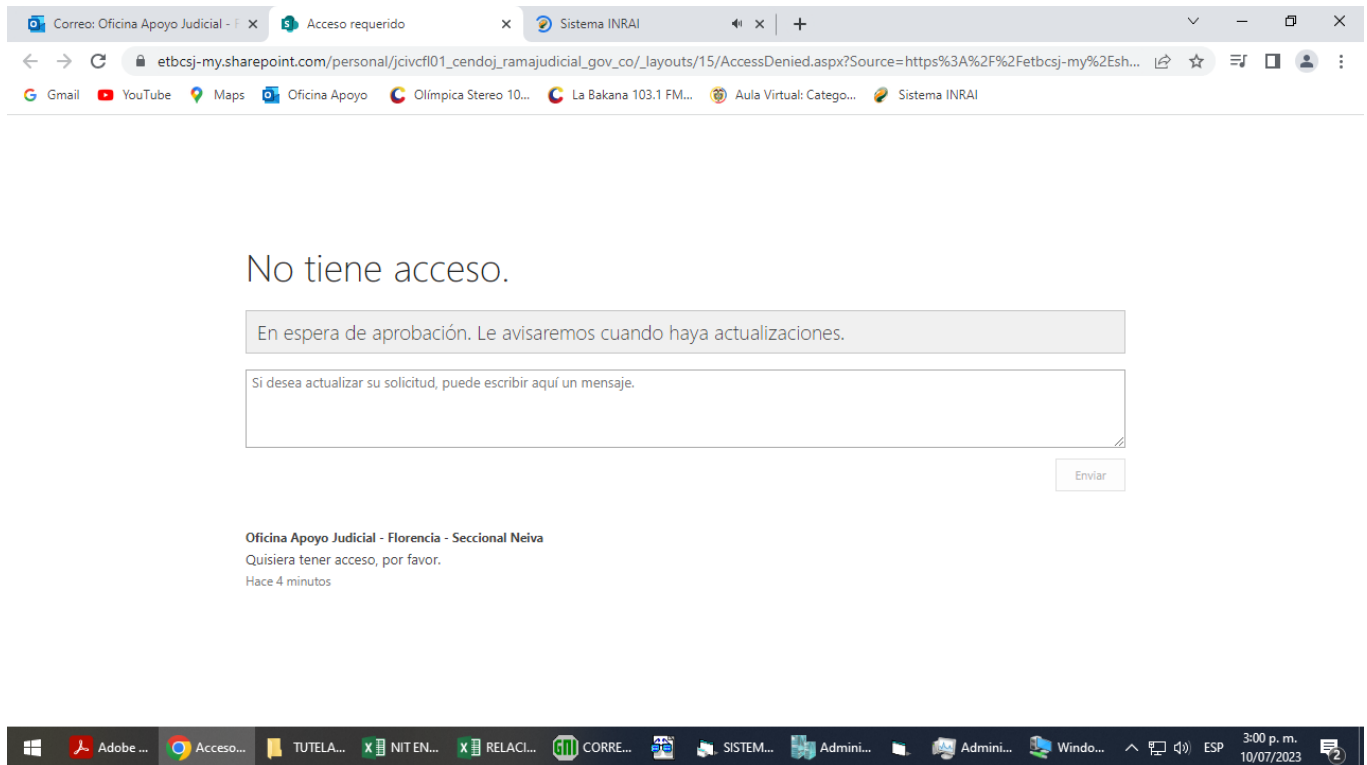 Correo: Oficina Apoyo Judicial - F
Acceso requerido
Sistema INRAI
etbcsj-my.sharepoint.com/personal/jcivcfl01_cendoj_ramajudicial_gov_co/_layouts/15/AccessDenied.aspx?Source=https%3A%2F%2Fetbcsj-my%2Esh...
Gmail YouTube Maps Oficina Apoyo Olímpica Stereo 10... La Bakana 103.1 FM... Aula Virtual: Catego... Sistema INRAI
No tiene acceso.
En espera de aprobación. Le avisaremos cuando haya actualizaciones.
Si desea actualizar su solicitud, puede escribir aquí un mensaje.
Enviar
Oficina Apoyo Judicial - Florencia - Seccional Neiva
Quisiera tener acceso, por favor.
Hace 4 minutos
Adobe ... Acceso... TUTELA... NIT EN... RELACI... CORRE... SISTEM... Admini... Admini... Windo... ESP 3:00 p. m.
10/07/2023
2